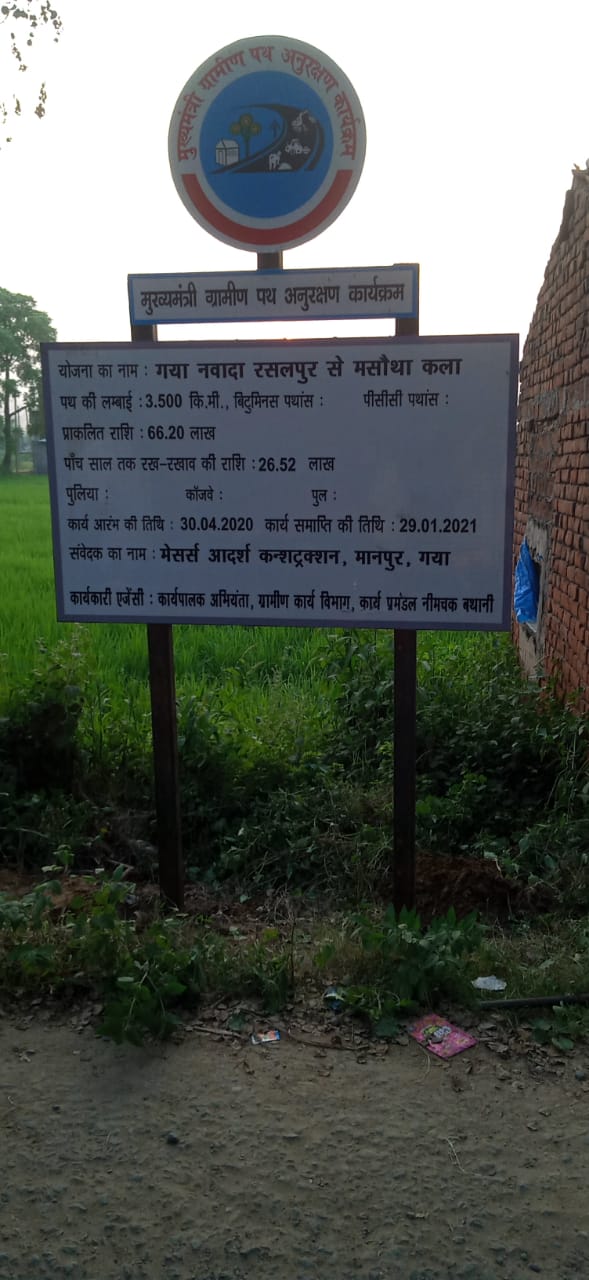 मुख्यमंत्री ग्रामीण पथ अनुरक्षण कार्यक्रम
मुख्यमंत्री ग्रामीण पथ अनुरक्षण कार्यक्रम
योजना का नाम : गया नवादा रसलपुर से मसौथा कला
पथ की लम्बाई : 3.500 कि.मी., बिटुमिनस पथांस : पीसीसी पथांस :
प्राकलित राशि : 66.20 लाख
पाँच साल तक रख-रखाव की राशि : 26.52 लाख
पुलिया : कॉजवे : पुल :
कार्य आरंभ की तिथि : 30.04.2020 कार्य समाप्ति की तिथि : 29.01.2021
संवेदक का नाम : मेसर्स आदर्श कन्शट्रक्शन, मानपुर, गया
कार्यकारी एजेंसी : कार्यपालक अभियंता, ग्रामीण कार्य विभाग, कार्य प्रमंडल नीमचक बथानी